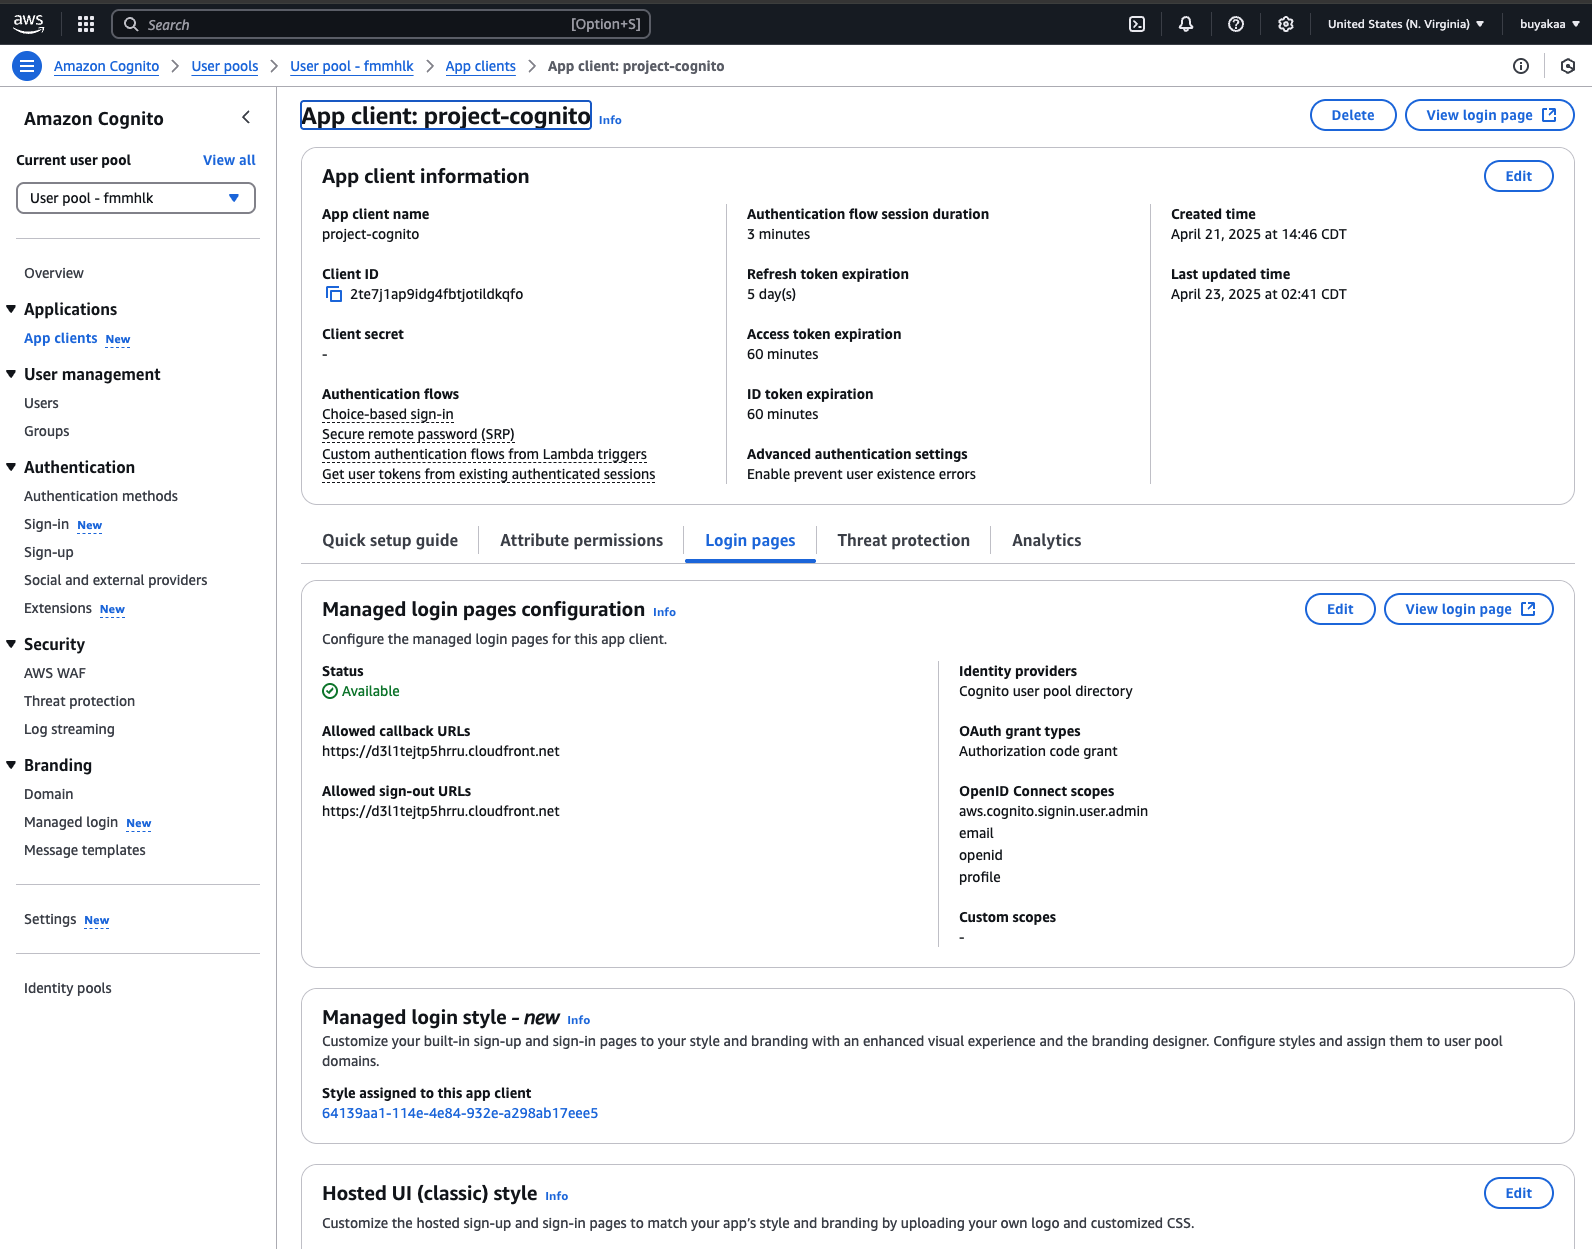 aws
Search
[Option+S]
United States (N. Virginia)
buyakaa
Amazon Cognito
User pools
User pool - fmmhlk
App clients
App client: project-cognito
Amazon Cognito
Current user pool
View all
User pool - fmmhlk
Overview
Applications
App clients New
User management
Users
Groups
Authentication
Authentication methods
Sign-in New
Sign-up
Social and external providers
Extensions New
Security
AWS WAF
Threat protection
Log streaming
Branding
Domain
Managed login New
Message templates
Settings New
Identity pools
App client: project-cognito Info
Delete
View login page
App client information
Edit
App client name
project-cognito
Client ID
2te7j1ap9idg4fbtjotildkqfo
Client secret
-
Authentication flows
Choice-based sign-in
Secure remote password (SRP)
Custom authentication flows from Lambda triggers
Get user tokens from existing authenticated sessions
Authentication flow session duration
3 minutes
Refresh token expiration
5 day(s)
Access token expiration
60 minutes
ID token expiration
60 minutes
Advanced authentication settings
Enable prevent user existence errors
Created time
April 21, 2025 at 14:46 CDT
Last updated time
April 23, 2025 at 02:41 CDT
Quick setup guide
Attribute permissions
Login pages
Threat protection
Analytics
Managed login pages configuration Info
Edit
View login page
Configure the managed login pages for this app client.
Status
Available
Allowed callback URLs
https://d3l1tejtp5hrru.cloudfront.net
Allowed sign-out URLs
https://d3l1tejtp5hrru.cloudfront.net
Identity providers
Cognito user pool directory
OAuth grant types
Authorization code grant
OpenID Connect scopes
aws.cognito.signin.user.admin
email
openid
profile
Custom scopes
-
Managed login style - new Info
Customize your built-in sign-up and sign-in pages to your style and branding with an enhanced visual experience and the branding designer. Configure styles and assign them to user pool
domains.
Style assigned to this app client
64139aa1-114e-4e84-932e-a298ab17eee5
Hosted UI (classic) style Info
Edit
Customize the hosted sign-up and sign-in pages to match your app's style and branding by uploading your own logo and customized CSS.